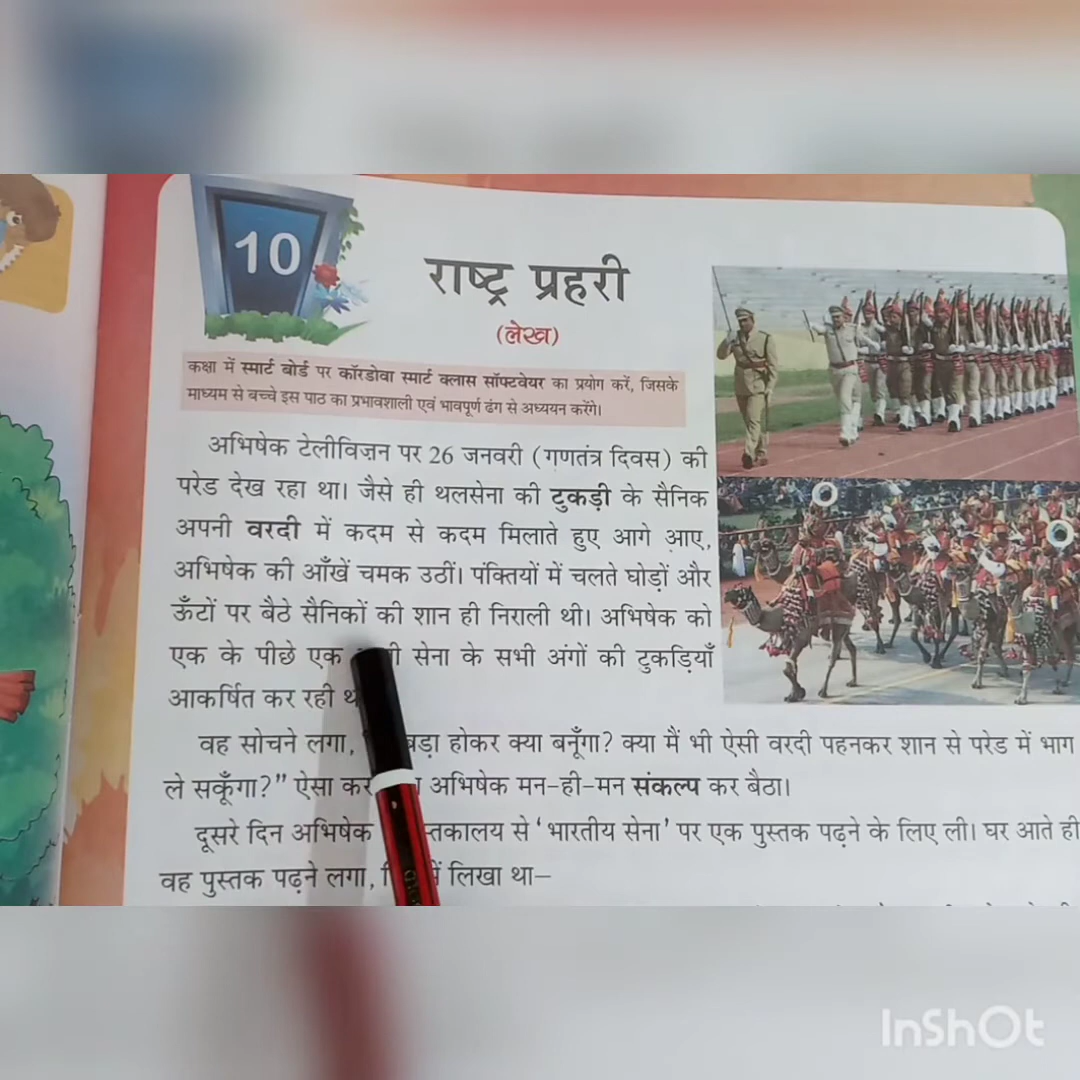 10
राष्ट्र प्रहरी
(लेख)
कक्षा में स्मार्ट बोर्ड पर कॉरडोवा स्मार्ट क्लास सॉफ्टवेयर का प्रयोग करें, जिसके
माध्यम से बच्चे इस पाठ का प्रभावशाली एवं भावपूर्ण ढंग से अध्ययन करेंगे।
अभिषेक टेलीविज़न पर 26 जनवरी (गणतंत्र दिवस) की
परेड देख रहा था। जैसे ही थलसेना की टुकड़ी के सैनिक
अपनी वरदी में कदम से कदम मिलाते हुए आगे आए,
अभिषेक की आँखें चमक उठीं। पंक्तियों में चलते घोड़ों और
ऊँटों पर बैठे सैनिकों की शान ही निराली थी। अभिषेक को
एक के पीछे एक सेना के सभी अंगों की टुकड़ियाँ
आकर्षित कर रही
वह सोचने लगा, होकर क्या बनूँगा? क्या मैं भी ऐसी वरदी पहनकर शान से परेड में भाग
ले सकूँगा?" ऐसा अभिषेक मन-ही-मन संकल्प कर बैठा।
दूसरे दिन अभिषेक से 'भारतीय सेना' पर एक पुस्तक पढ़ने के लिए ली। घर आते ही
वह पुस्तक पढ़ने लगा, लिखा था–
InShOt